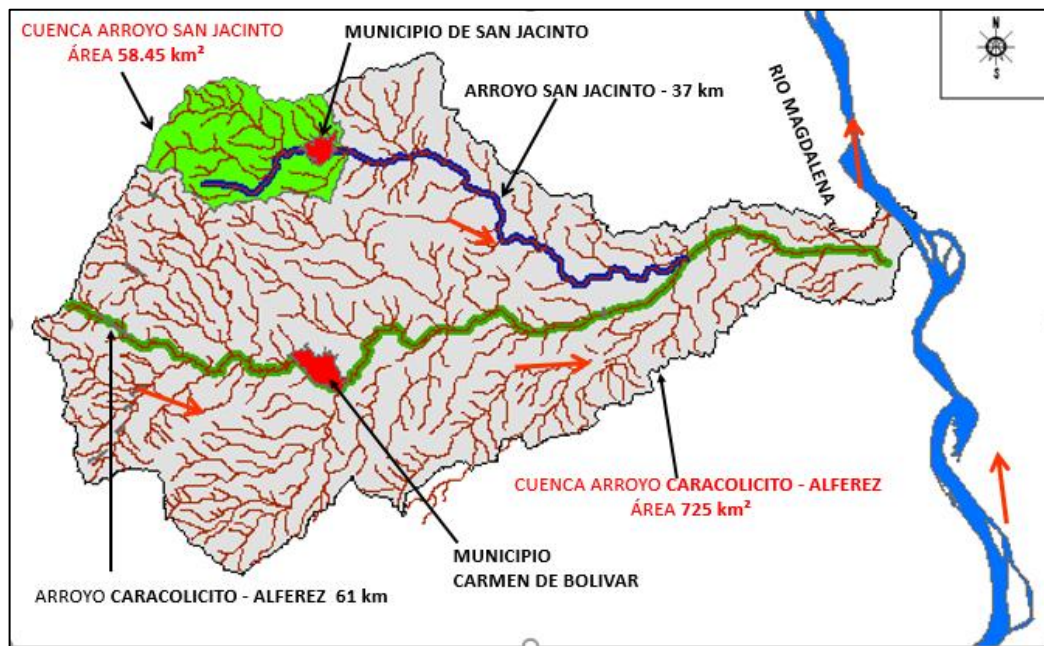 CUENCA ARROYO SAN JACINTO
ÁREA 58.45 km²
MUNICIPIO DE SAN JACINTO
ARROYO SAN JACINTO - 37 km
RIO MAGDALENA
N
S
CUENCA ARROYO CARACOLICITO - ALFEREZ
ÁREA 725 km²
MUNICIPIO
CARMEN DE BOLIVAR
ARROYO CARACOLICITO - ALFEREZ 61 km